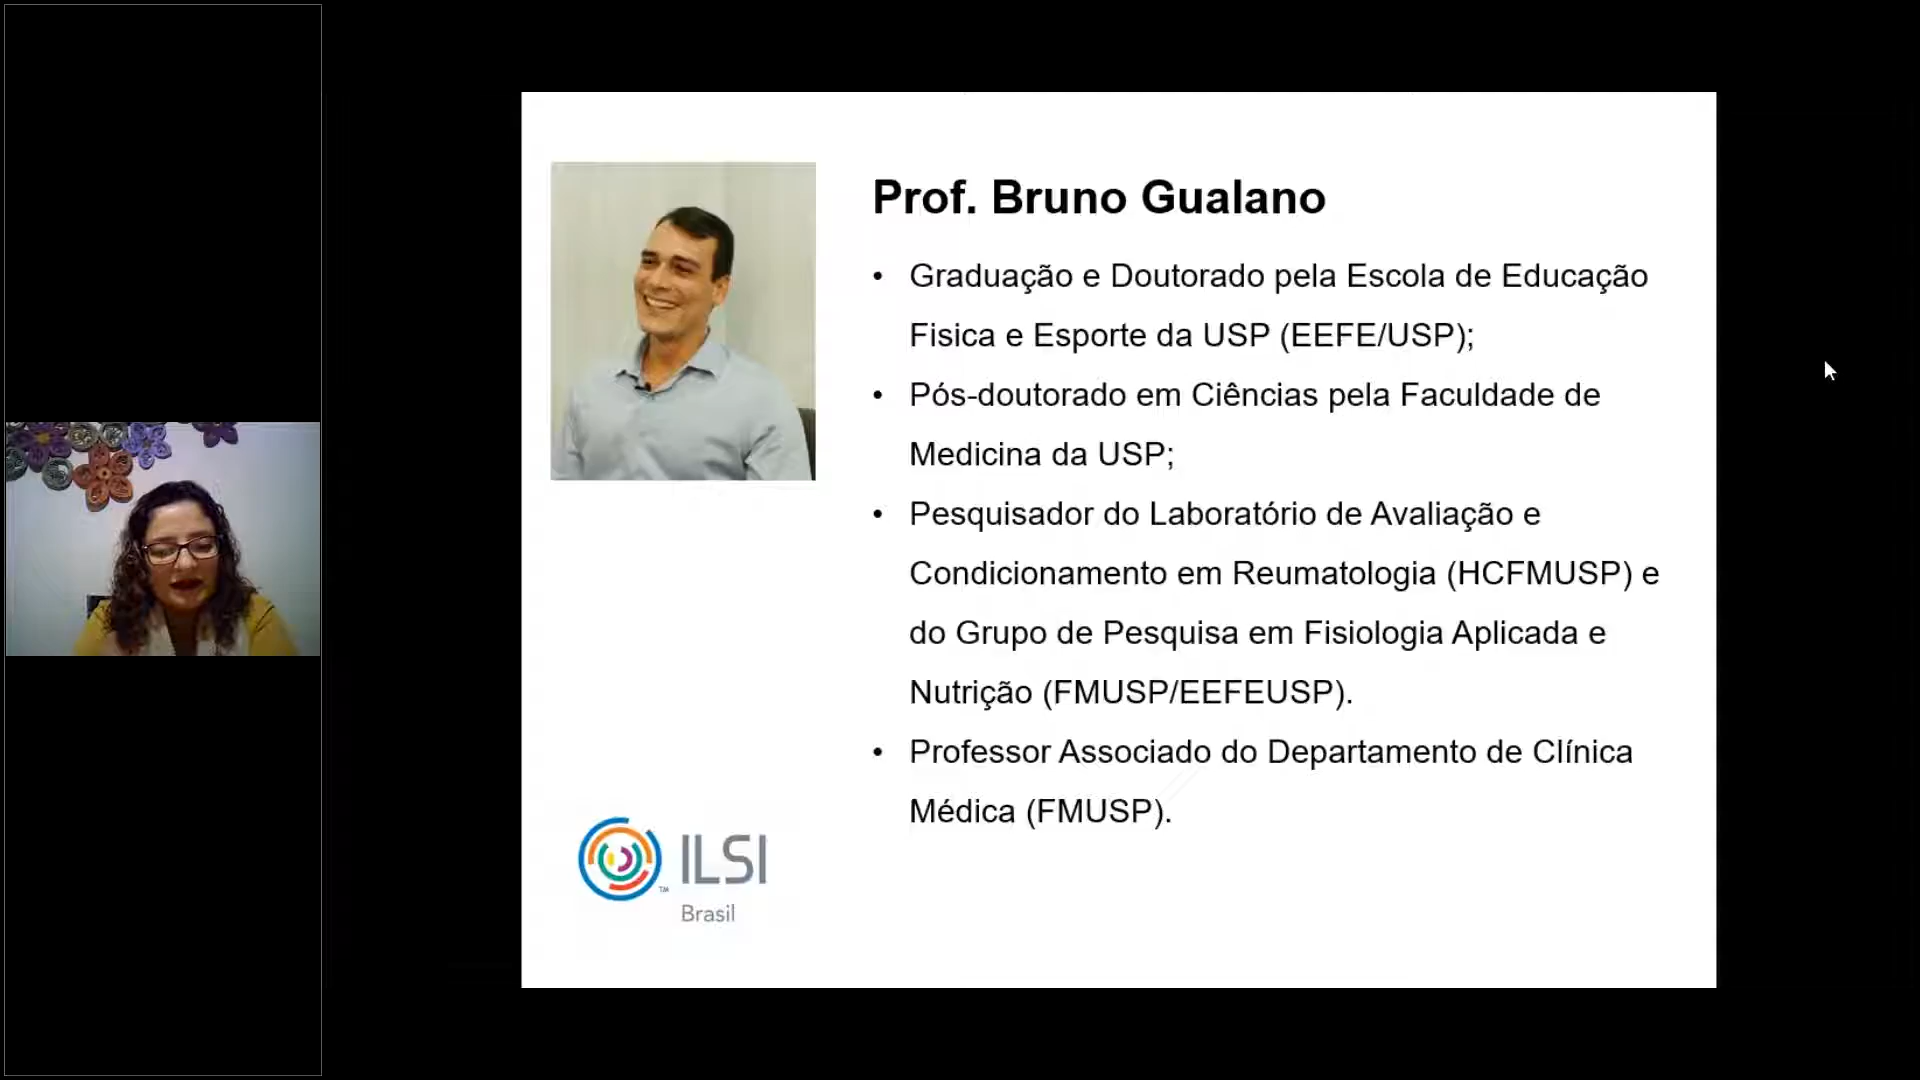 Prof. Bruno Gualano
• Graduação e Doutorado pela Escola de Educação
Fisica e Esporte da USP (EEFE/USP);
• Pós-doutorado em Ciências pela Faculdade de
Medicina da USP;
• Pesquisador do Laboratório de Avaliação e
Condicionamento em Reumatologia (HCFMUSP) e
do Grupo de Pesquisa em Fisiologia Aplicada e
Nutrição (FMUSP/EEFEUSP).
• Professor Associado do Departamento de Clínica
Médica (FMUSP).
ILSI
TM
Brasil